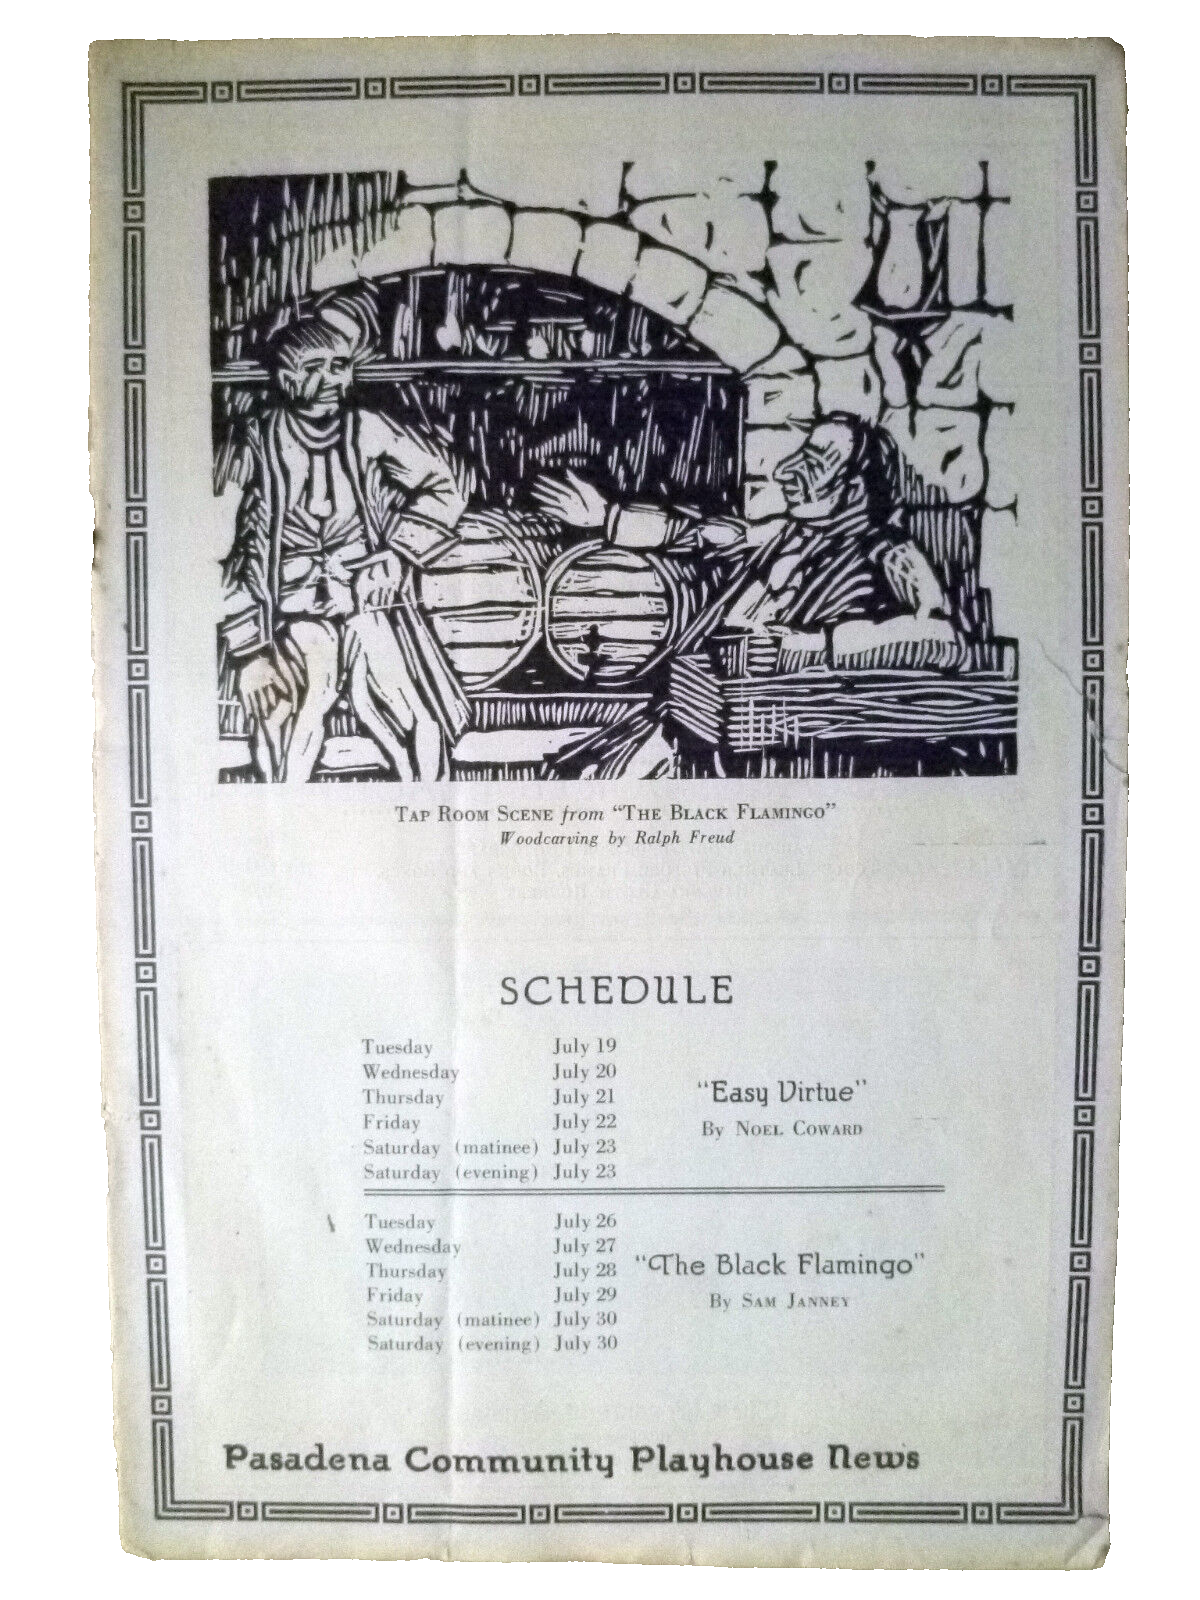 TAP ROOM SCENE from "THE BLACK FLAMINGO"
Woodcarving by Ralph Freud
SCHEDULE
Tuesday July 19
Wednesday July 20
Thursday July 21
Friday July 22
Saturday (matinee) July 23
Saturday (evening) July 23
"Easy Virtue"
By NOEL COWARD
Tuesday July 26
Wednesday July 27
Thursday July 28
Friday July 29
Saturday (matinee) July 30
Saturday (evening) July 30
"The Black Flamingo"
By SAM JANNEY
Pasadena Community Playhouse News